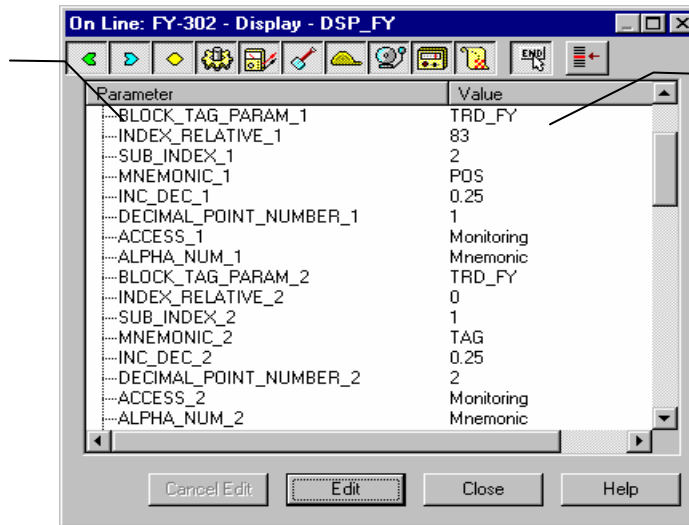 On Line: FY-302 - Display - DSP_FY
END
Parameter Value
BLOCK_TAG_PARAM_1 TRD_FY
INDEX_RELATIVE_1 83
SUB_INDEX_1 2
MNEMONIC_1 POS
INC_DEC_1 0.25
DECIMAL_POINT_NUMBER_1 1
ACCESS_1 Monitoring
ALPHA_NUM_1 Mnemonic
BLOCK_TAG_PARAM_2 TRD_FY
INDEX_RELATIVE_2 0
SUB_INDEX_2 1
MNEMONIC_2 TAG
INC_DEC_2 0.25
DECIMAL_POINT_NUMBER_2 2
ACCESS_2 Monitoring
ALPHA_NUM_2 Mnemonic
Cancel Edit Edit Close Help